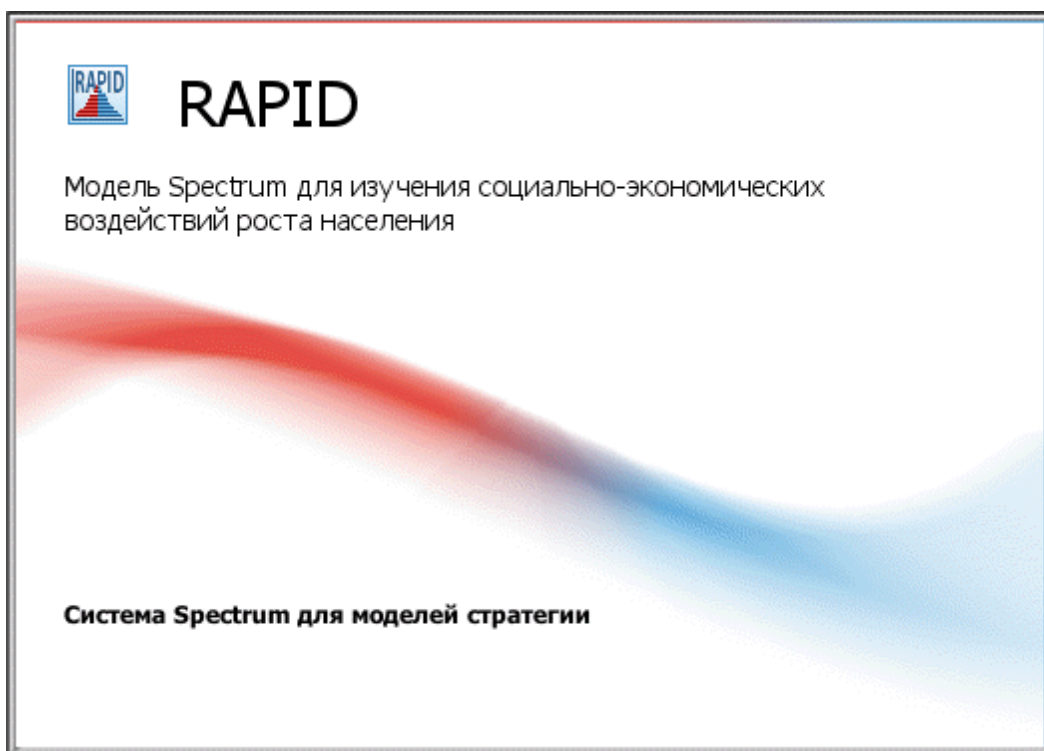 RAPID
RAPID
Модель Spectrum для изучения социально-экономических
воздействий роста населения
Система Spectrum для моделей стратегии